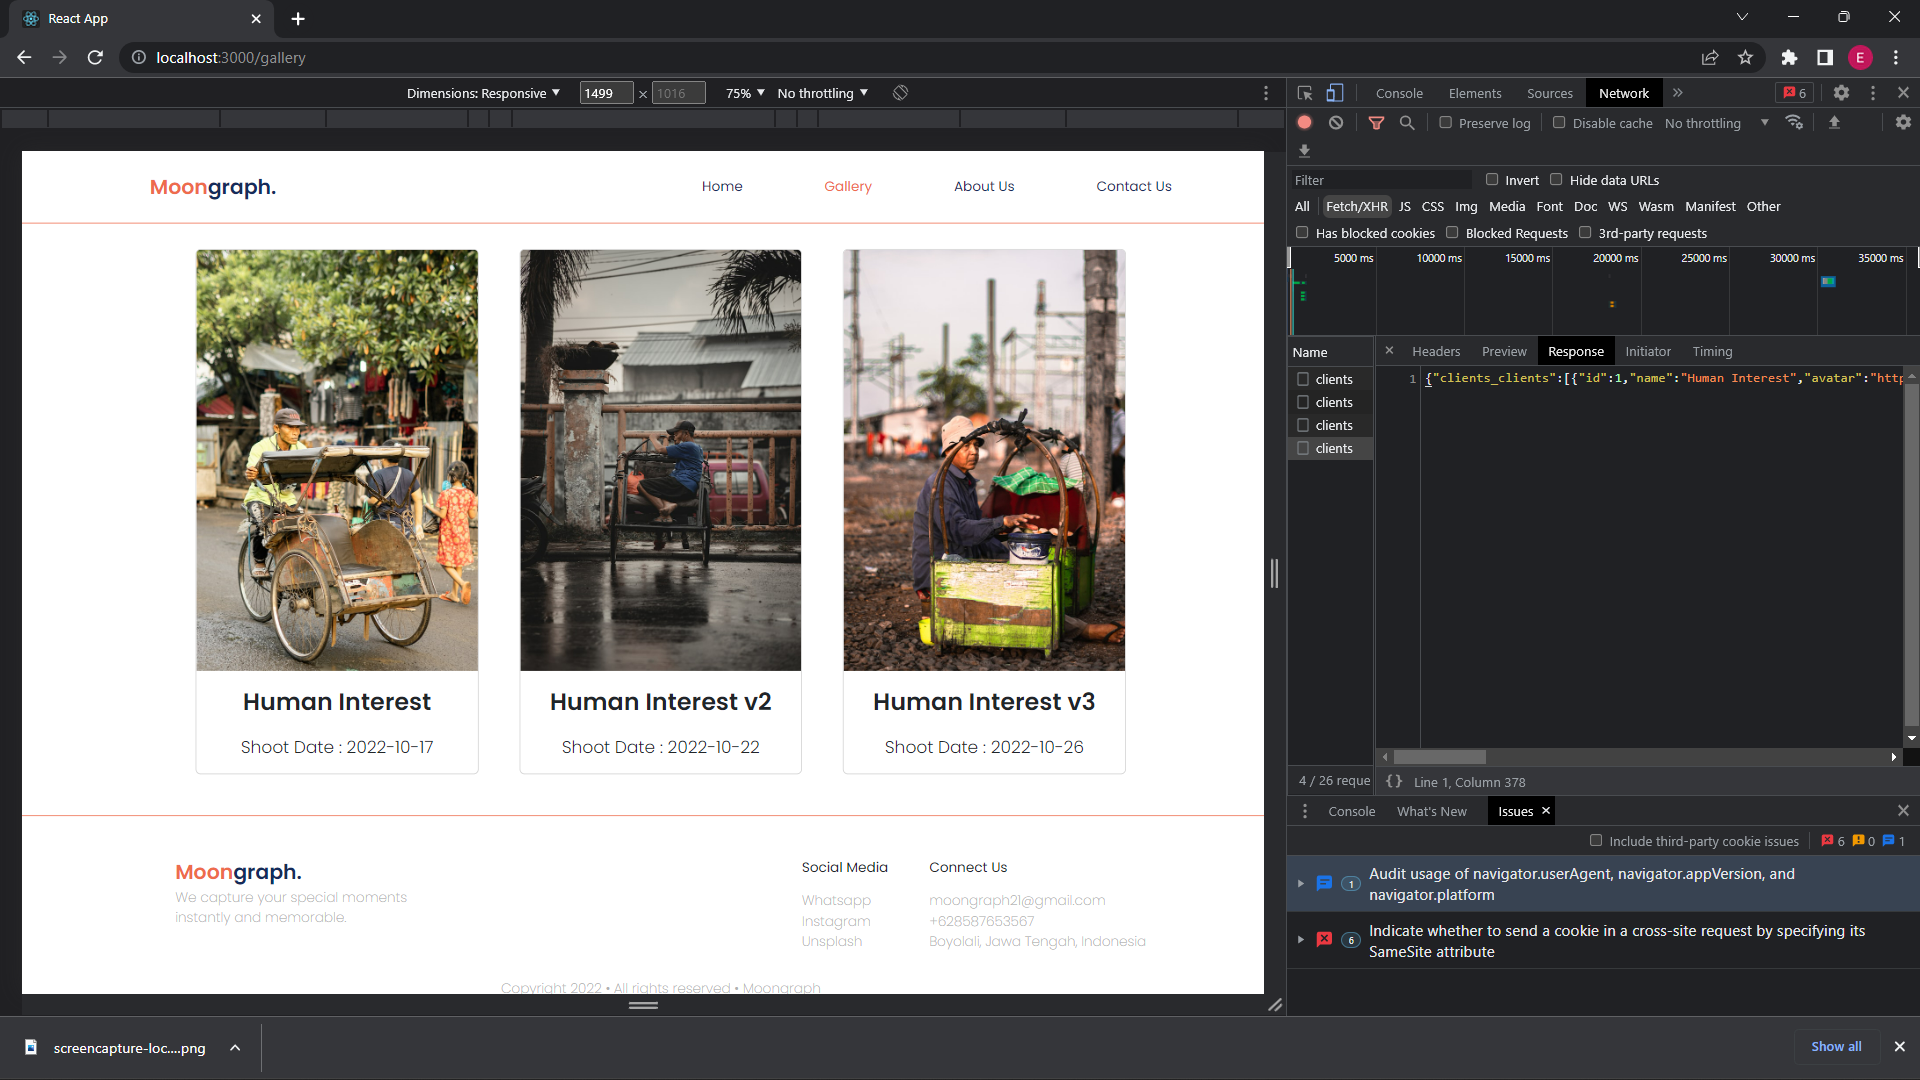 React App
localhost:3000/gallery
Dimensions: Responsive 1499 × 1016 75% No throttling
Console Elements Sources Network 6
Preserve log Disable cache No throttling
Filter Invert Hide data URLs
All Fetch/XHR JS CSS Img Media Font Doc WS Wasm Manifest Other
Has blocked cookies Blocked Requests 3rd-party requests
5000 ms 10000 ms 15000 ms 20000 ms 25000 ms 30000 ms 35000 ms
Name Headers Preview Response Initiator Timing
clients
clients
clients
clients
1 {"clients_clients":[{"id":1,"name":"Human Interest","avatar":"http
4 / 26 reque {} Line 1, Column 378
Console What's New Issues
Include third-party cookie issues 6 0 1
1 Audit usage of navigator.userAgent, navigator.appVersion, and
navigator.platform
6 Indicate whether to send a cookie in a cross-site request by specifying its
SameSite attribute
Moongraph. Home Gallery About Us Contact Us
Human Interest
Shoot Date : 2022-10-17
Human Interest v2
Shoot Date : 2022-10-22
Human Interest v3
Shoot Date : 2022-10-26
Moongraph.
We capture your special moments
instantly and memorable.
Social Media
Whatsapp
Instagram
Unsplash
Connect Us
moongraph21@gmail.com
+628587653567
Boyolali, Jawa Tengah, Indonesia
Copyright 2022 • All rights reserved • Moongraph
screencapture-loc....png
Show all
E